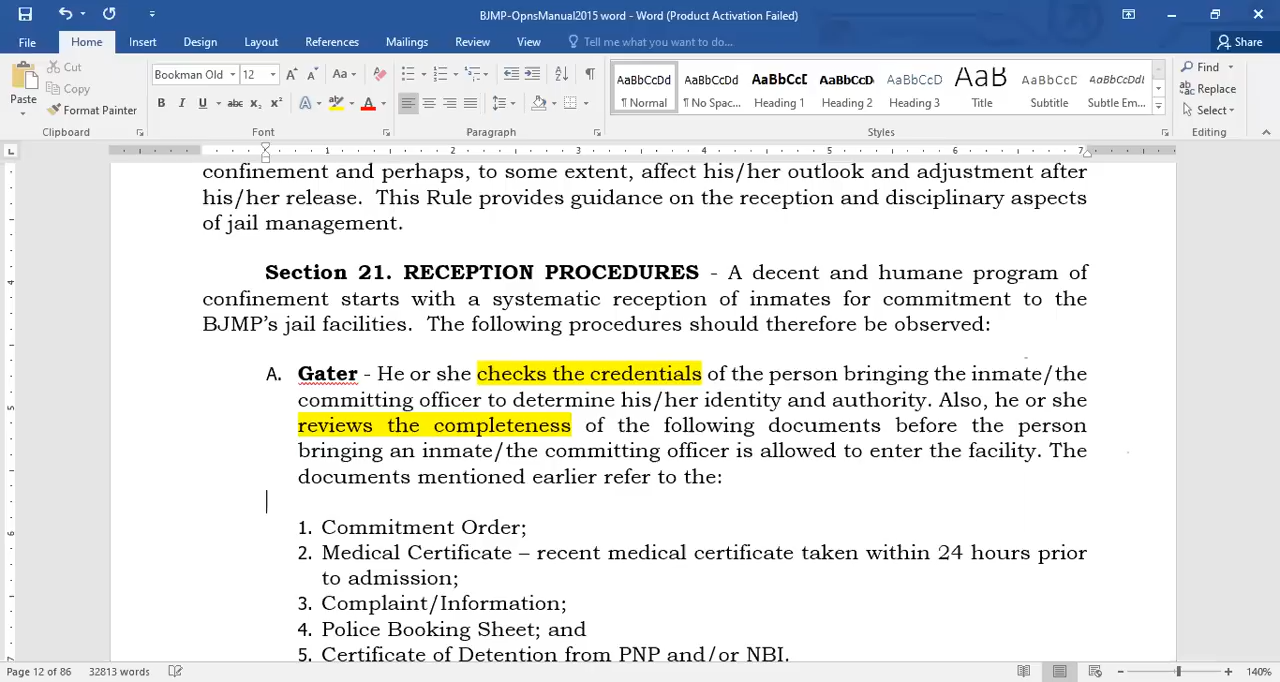 BJMP-OpnsManual2015 word - Word (Product Activation Failed)
File Home Insert Design Layout References Mailings Review View Tell me what you want to do... Share
Paste Cut Copy Format Painter
Bookman Old 12
AaBbCcDd AaBbCcDd AaBbCcI AaBbCcDd AaBbCcD AaB AaBbCcC AaBbCcDdI
¶ Normal ¶ No Spac... Heading 1 Heading 2 Heading 3 Title Subtitle Subtle Em...
Find Replace Select
Clipboard Font Paragraph Styles Editing
1 2 3 4 5 6 7
confinement and perhaps, to some extent, affect his/her outlook and adjustment after
his/her release. This Rule provides guidance on the reception and disciplinary aspects
of jail management.
Section 21. RECEPTION PROCEDURES - A decent and humane program of
confinement starts with a systematic reception of inmates for commitment to the
BJMP's jail facilities. The following procedures should therefore be observed:
A. Gater - He or she checks the credentials of the person bringing the inmate/the
committing officer to determine his/her identity and authority. Also, he or she
reviews the completeness of the following documents before the person
bringing an inmate/the committing officer is allowed to enter the facility. The
documents mentioned earlier refer to the:
1. Commitment Order;
2. Medical Certificate – recent medical certificate taken within 24 hours prior
to admission;
3. Complaint/Information;
4. Police Booking Sheet; and
5. Certificate of Detention from PNP and/or NBI.
Page 12 of 86 32813 words 140%